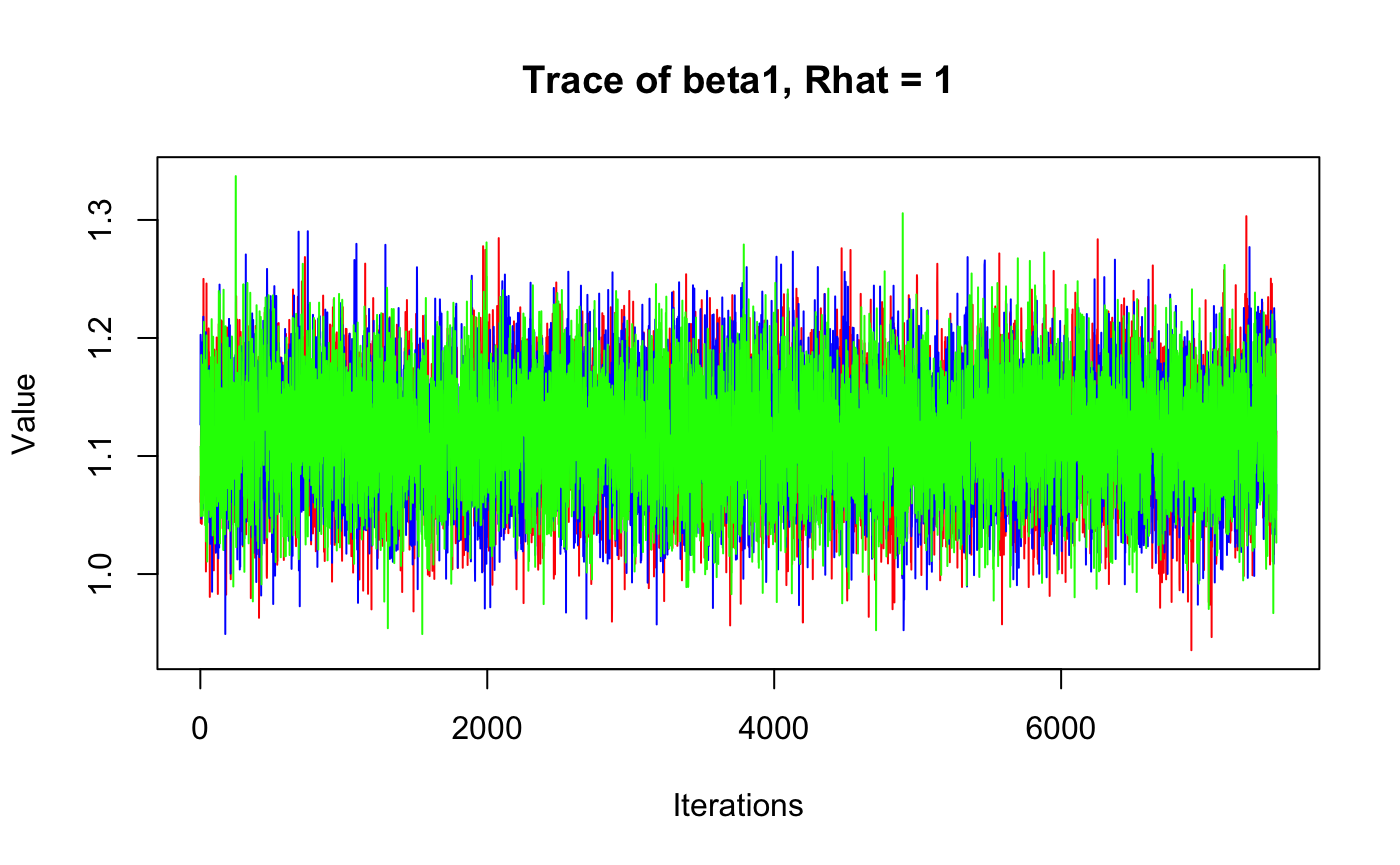 Trace of beta1, Rhat = 1
Value
1.3
1.2
1.1
1.0
0 2000 4000 6000
Iterations